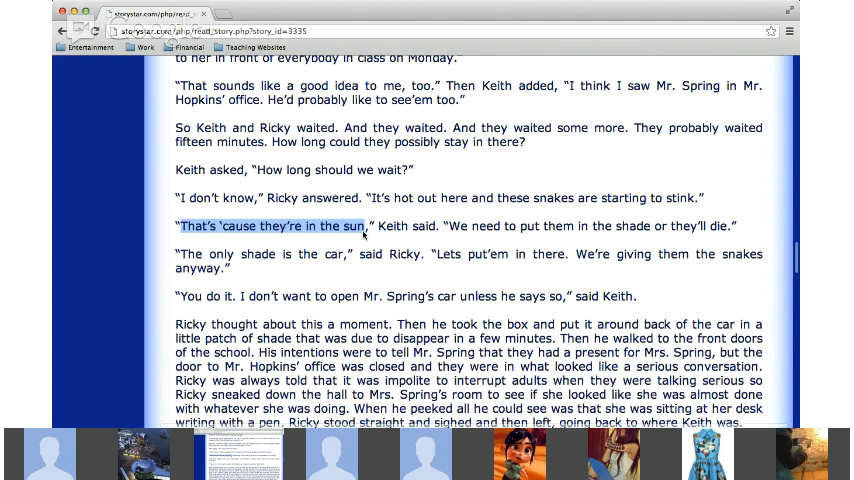 storystar.com/php/read_s
storystar.com/php/read_story.php?story_id=3335
Google+
Entertainment Work Financial Teaching Websites
to her in front of everybody in class on Monday.”
“That sounds like a good idea to me, too.” Then Keith added, “I think I saw Mr. Spring in Mr.
Hopkins’ office. He’d probably like to see’em too.”
So Keith and Ricky waited. And they waited. And they waited some more. They probably waited
fifteen minutes. How long could they possibly stay in there?
Keith asked, “How long should we wait?”
“I don’t know,” Ricky answered. “It’s hot out here and these snakes are starting to stink.”
“That’s ‘cause they’re in the sun,” Keith said. “We need to put them in the shade or they’ll die.”
“The only shade is the car,” said Ricky. “Lets put’em in there. We’re giving them the snakes
anyway.”
“You do it. I don’t want to open Mr. Spring’s car unless he says so,” said Keith.
Ricky thought about this a moment. Then he took the box and put it around back of the car in a
little patch of shade that was due to disappear in a few minutes. Then he walked to the front doors
of the school. His intentions were to tell Mr. Spring that they had a present for Mrs. Spring, but the
door to Mr. Hopkins’ office was closed and they were in what looked like a serious conversation.
Ricky was always told that it was impolite to interrupt adults when they were talking serious so
Ricky sneaked down the hall to Mrs. Spring’s room to see if she looked like she was almost done
with whatever she was doing. When he peeked all he could see was that she was sitting at her desk
writing with a pen. Ricky stood straight and sighed and then left, going back to where Keith was.